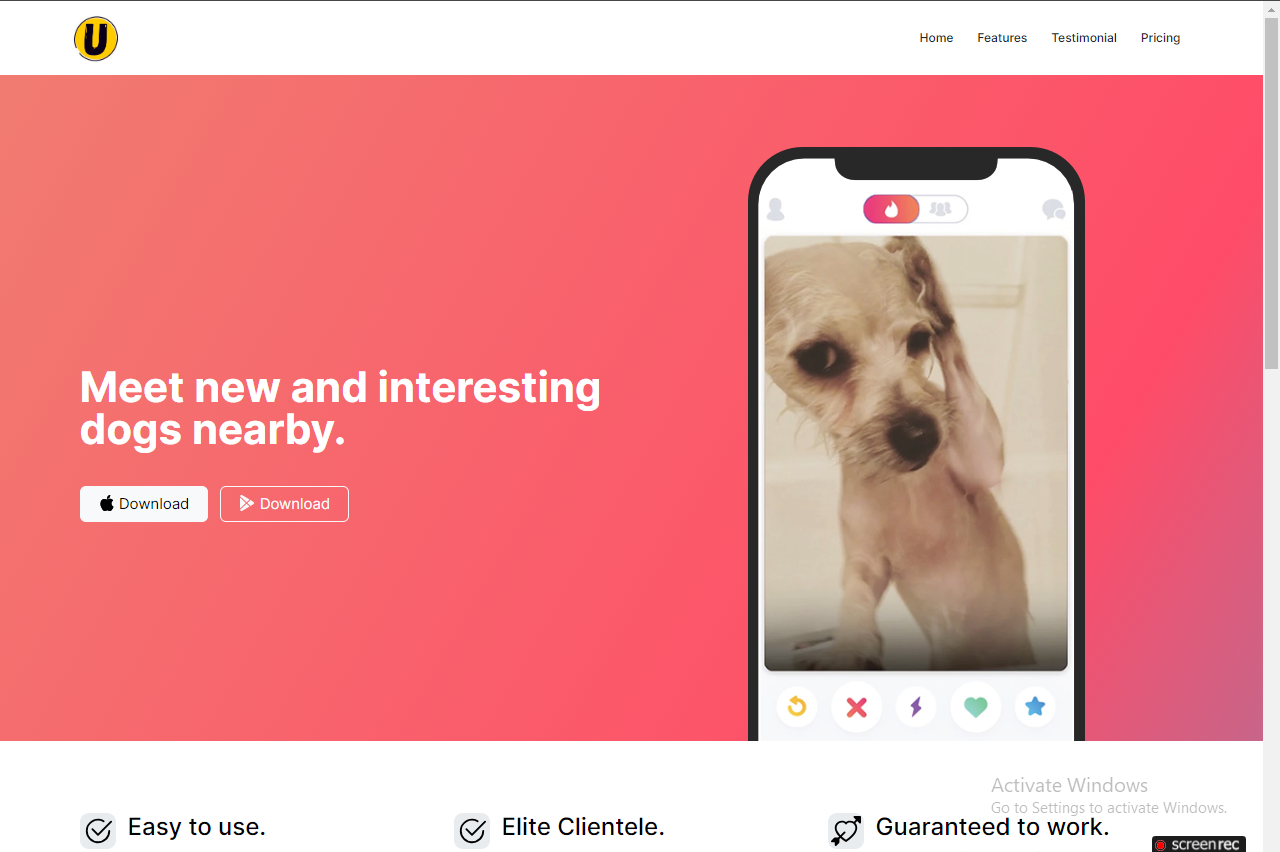 U
Home Features Testimonial Pricing
Meet new and interesting
dogs nearby.
Download Download
Activate Windows
Go to Settings to activate Windows.
Easy to use. Elite Clientele. Guaranteed to work.
screenrec